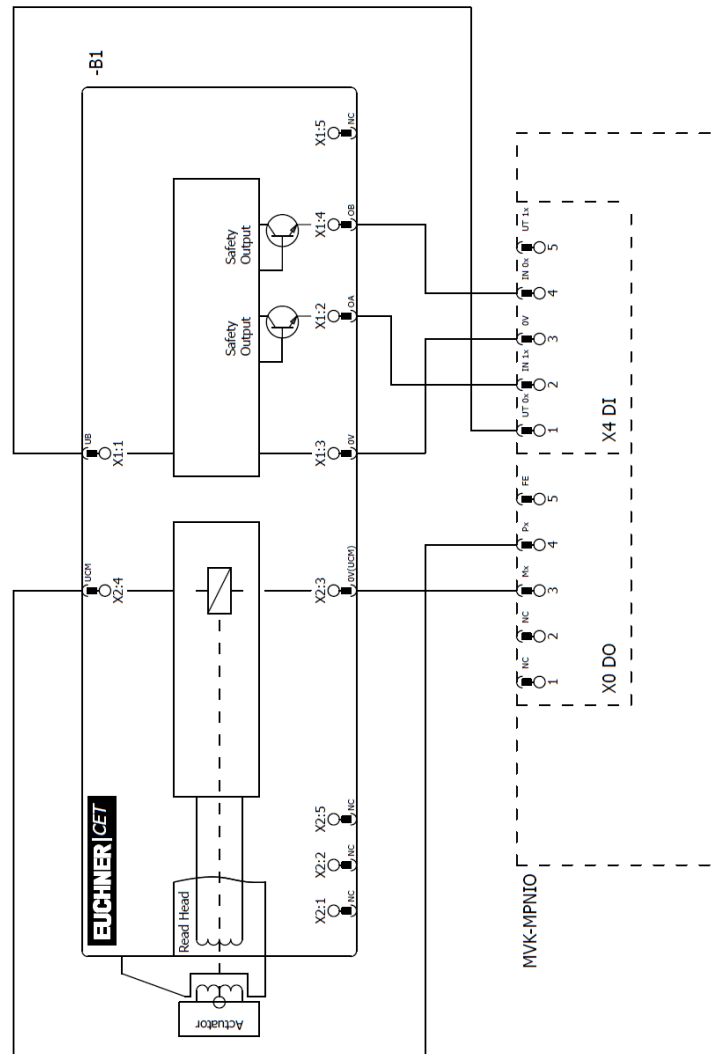 -B1
X1:5
NC
Safety
Output
X1:4
OB
Safety
Output
X1:2
OA
UB
X1:1
X1:3
0V
UCM
X2:4
X2:3
0V(UCM)
EUCHNER|CET
X2:5
NC
X2:2
NC
X2:1
NC
Read Head
Actuator
UT 1x
5
IN 0x
4
0V
3
IN 1x
2
UT 0x
1
X4 DI
FE
5
Px
4
Mx
3
NC
2
NC
1
X0 DO
MVK-MPNIO